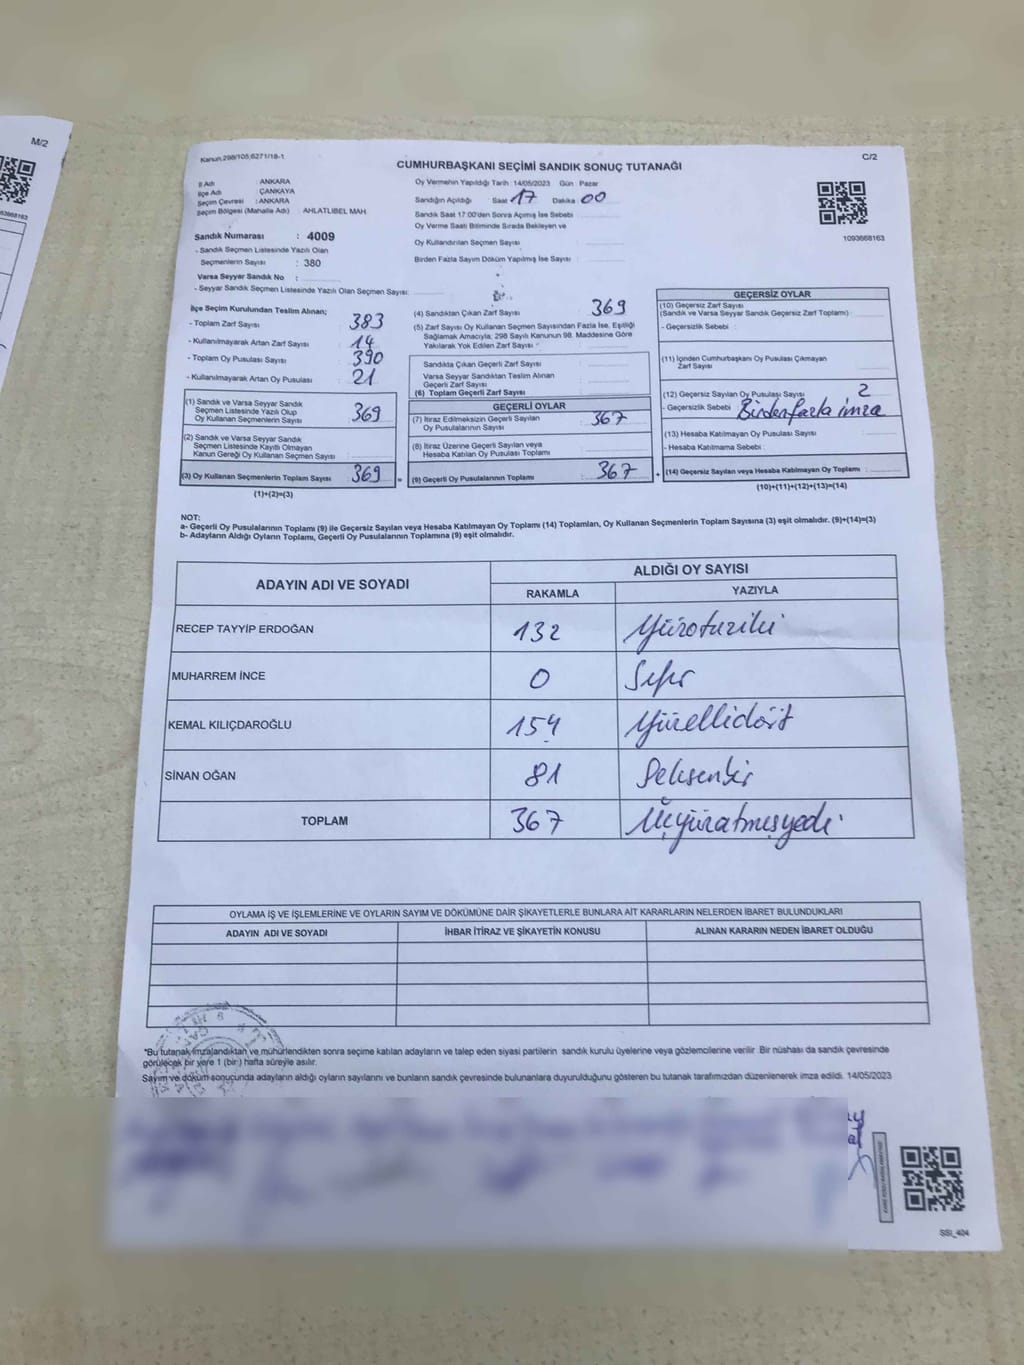 M/2
Kanun:298/105;6271/18-1
C/2
CUMHURBAŞKANI SEÇİMİ SANDIK SONUÇ TUTANAĞI
İl Adı : ANKARA
İlçe Adı : ÇANKAYA
Seçim Çevresi : ANKARA
Seçim Bölgesi (Mahalle Adı) : AHLATLIBEL MAH.
Sandık Numarası : 4009
- Sandık Seçmen Listesinde Yazılı Olan
Seçmenlerin Sayısı : 380
Varsa Seyyar Sandık No :
- Seyyar Sandık Seçmen Listesinde Yazılı Olan Seçmen Sayısı:
Oy Vermenin Yapıldığı Tarih : 14/05/2023 Gün : Pazar
Sandığın Açıldığı Saat 17 Dakika 00
Sandık Saat 17:00'den Sonra Açımış İse Sebebi
Oy Verme Saati Bitiminde Sırada Bekleyen ve
Oy Kullandırılan Seçmen Sayısı :
Birden Fazla Sayım Döküm Yapılmış İse Sayısı :
1093668163
İlçe Seçim Kurulundan Teslim Alınan;
- Toplam Zarf Sayısı : 383
- Kullanılmayarak Artan Zarf Sayısı : 14
- Toplam Oy Pusulası Sayısı : 390
- Kullanılmayarak Artan Oy Pusulası : 21
(1) Sandık ve Varsa Seyyar Sandık
Seçmen Listesinde Yazılı Olup
Oy Kullanan Seçmen Sayısı : 369
(2) Sandık ve Varsa Seyyar Sandık
Seçmen Listesinde Kayıtlı Olmayan
Kanun Gereği Oy Kullanan Seçmen Sayısı :
(3) Oy Kullanan Seçmenlerin Toplam Sayısı : 369 =
(1)+(2)=(3)
(4) Sandıktan Çıkan Zarf Sayısı : 369
(5) Zarf Sayısı Oy Kullanan Seçmen Sayısından Fazla İse, Eşitliği
Sağlamak Amacıyla; 298 Sayılı Kanunun 98. Maddesine Göre
Yakılarak Yok Edilen Zarf Sayısı :
Sandıkta Çıkan Geçerli Zarf Sayısı :
Varsa Seyyar Sandıktan Teslim Alınan
Geçerli Zarf Sayısı :
(6) Toplam Geçerli Zarf Sayısı :
GEÇERLİ OYLAR
(7) İtiraz Edilmeksizin Geçerli Sayılan
Oy Pusulalarının Sayısı : 367
(8) İtiraz Üzerine Geçerli Sayılan veya
Hesaba Katılan Oy Pusulası Toplamı :
(9) Geçerli Oy Pusulalarının Toplamı : 367 +
GEÇERSİZ OYLAR
(10) Geçersiz Zarf Sayısı
(Sandık ve Varsa Seyyar Sandık Geçersiz Zarf Toplamı) :
- Geçersizlik Sebebi :
(11) İçinden Cumhurbaşkanı Oy Pusulası Çıkmayan
Zarf Sayısı :
(12) Geçersiz Sayılan Oy Pusulası Sayısı : 2
- Geçersizlik Sebebi : Birden fazla imza
(13) Hesaba Katılmayan Oy Pusulası Sayısı :
- Hesaba Katılmama Sebebi :
(14) Geçersiz Sayılan veya Hesaba Katılmayan Oy Toplamı :
(10)+(11)+(12)+(13)=(14)
NOT:
a- Geçerli Oy Pusulalarının Toplamı (9) ile Geçersiz Sayılan veya Hesaba Katılmayan Oy Toplamı (14) Toplamları, Oy Kullanan Seçmenlerin Toplam Sayısına (3) eşit olmalıdır. (9)+(14)=(3)
b- Adayların Aldığı Oyların Toplamı, Geçerli Oy Pusulalarının Toplamına (9) eşit olmalıdır.
ADAYIN ADI VE SOYADI ALDIĞI OY SAYISI
RAKAMLA YAZIYLA
RECEP TAYYİP ERDOĞAN 132 Yüzotuziki
MUHARREM İNCE 0 Sıfır
KEMAL KILIÇDAROĞLU 154 Yüzellidört
SİNAN OĞAN 81 Seksenbir
TOPLAM 367 Üçyüzatmışyedi
OYLAMA İŞ VE İŞLEMLERİNE VE OYLARIN SAYIM VE DÖKÜMÜNE DAİR ŞİKAYETLERLE BUNLARA AİT KARARLARIN NELERDEN İBARET BULUNDUKLARI
ADAYIN ADI VE SOYADI İHBAR İTİRAZ VE ŞİKAYETİN KONUSU ALINAN KARARIN NEDEN İBARET OLDUĞU
*Bu tutanak imzalandıktan ve mühürlendikten sonra seçime katılan adayların ve talep eden siyasi partilerin sandık kurulu üyelerine veya gözlemcilerine verilir. Bir nüshası da sandık çevresinde
görülecek bir yere 1 (bir) hafta süreyle asılır.
Sayım ve döküm sonucunda adayların aldığı oyların sayılarını ve bunların sandık çevresinde bulunanlara duyurulduğunu gösteren bu tutanak tarafımızdan düzenlenerek imza edildi. 14/05/2023
SSI_404